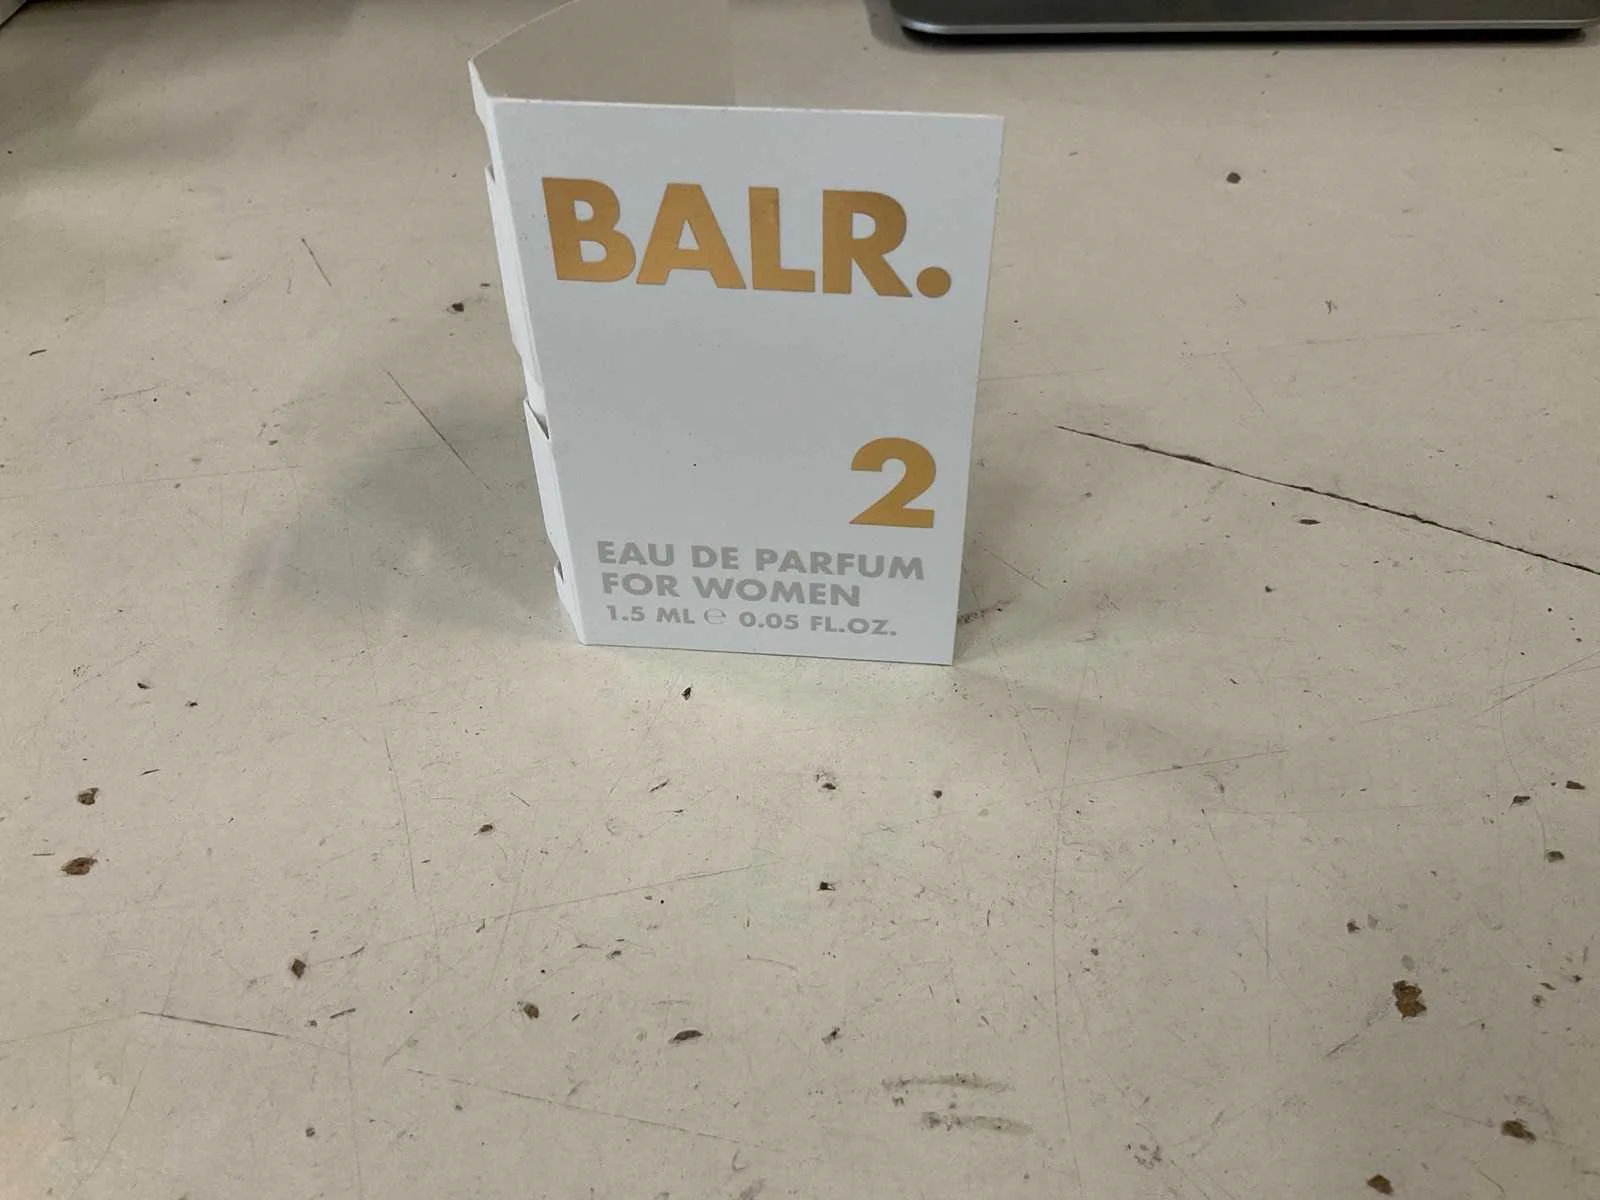 BALR.
2
EAU DE PARFUM
FOR WOMEN
1.5 ML ℮ 0.05 FL.OZ.